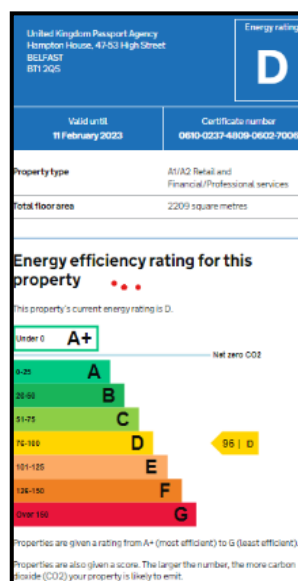 United Kingdom Passport Agency
Hampton House, 47-53 High Street
BELFAST
BT1 2QS
Energy rating
D
Valid until
11 February 2023
Certificate number
0610-0237-4809-0602-7006
Property type
A1/A2 Retail and
Financial/Professional services
Total floor area
2209 square metres
Energy efficiency rating for this
property
This property's current energy rating is D.
Under 0 A+
Net zero CO2
0-25 A
26-50 B
51-75 C
76-100 D
96 | D
101-125 E
126-150 F
Over 150 G
Properties are given a rating from A+ (most efficient) to G (least efficient).
Properties are also given a score. The larger the number, the more carbon
dioxide (CO2) your property is likely to emit.